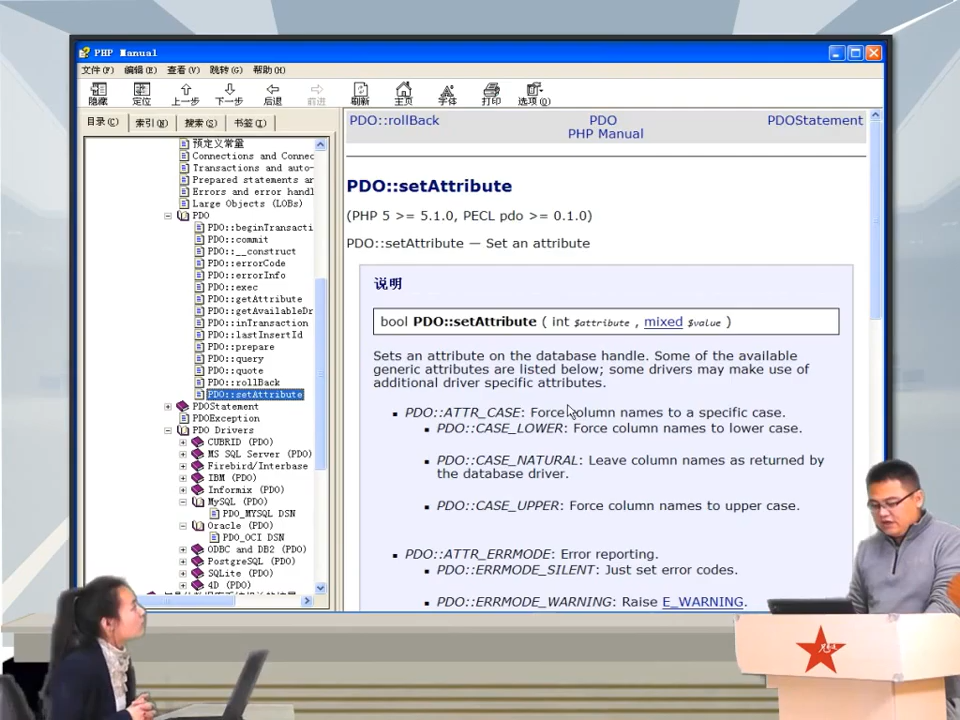 PHP Manual
文件(F) 编辑(E) 查看(V) 跳转(G) 帮助(H)
隐藏 定位 上一步 下一步 后退 前进 刷新 主页 字体 打印 选项(O)
目录(C) 索引(N) 搜索(S) 书签(I)
预定义常量
Connections and Connec
Transactions and auto-
Prepared statements an
Errors and error handl
Large Objects (LOBs)
PDO
PDO::beginTransacti
PDO::commit
PDO::__construct
PDO::errorCode
PDO::errorInfo
PDO::exec
PDO::getAttribute
PDO::getAvailableDr
PDO::inTransaction
PDO::lastInsertId
PDO::prepare
PDO::query
PDO::quote
PDO::rollBack
PDO::setAttribute
PDOStatement
PDOException
PDO Drivers
CUBRID (PDO)
MS SQL Server (PDO)
Firebird/Interbase
IBM (PDO)
Informix (PDO)
MySQL (PDO)
PDO_MYSQL DSN
Oracle (PDO)
PDO_OCI DSN
ODBC and DB2 (PDO)
PostgreSQL (PDO)
SQLite (PDO)
4D (PDO)
PDO::rollBack PDO PDOStatement
PHP Manual
PDO::setAttribute
(PHP 5 >= 5.1.0, PECL pdo >= 0.1.0)
PDO::setAttribute — Set an attribute
说明
bool PDO::setAttribute ( int $attribute , mixed $value )
Sets an attribute on the database handle. Some of the available
generic attributes are listed below; some drivers may make use of
additional driver specific attributes.
PDO::ATTR_CASE: Force column names to a specific case.
PDO::CASE_LOWER: Force column names to lower case.
PDO::CASE_NATURAL: Leave column names as returned by
the database driver.
PDO::CASE_UPPER: Force column names to upper case.
PDO::ATTR_ERRMODE: Error reporting.
PDO::ERRMODE_SILENT: Just set error codes.
PDO::ERRMODE_WARNING: Raise E_WARNING.